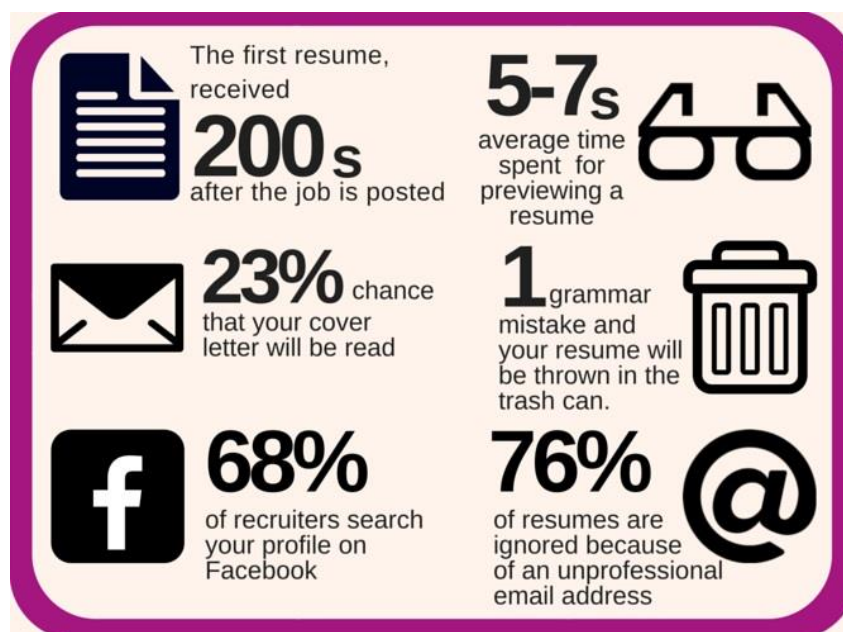 The first resume,
received
200 s
after the job is posted
5-7s
average time
spent for
previewing a
resume
23% chance
that your cover
letter will be read
1 grammar
mistake and
your resume will
be thrown in the
trash can.
f
68%
of recruiters search
your profile on
Facebook
76%
of resumes are
ignored because
of an unprofessional
email address
@